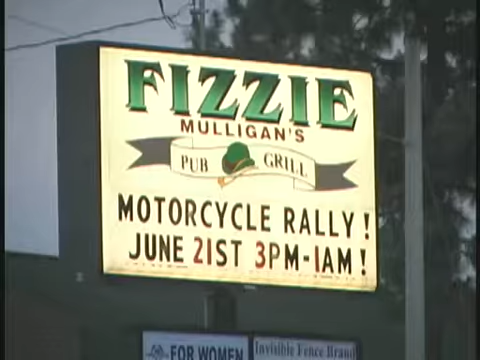 FIZZIE
MULLIGAN'S
PUB GRILL
MOTORCYCLE RALLY!
JUNE 21ST 3PM-1AM!
FOR WOMEN
Invisible Fence Brand